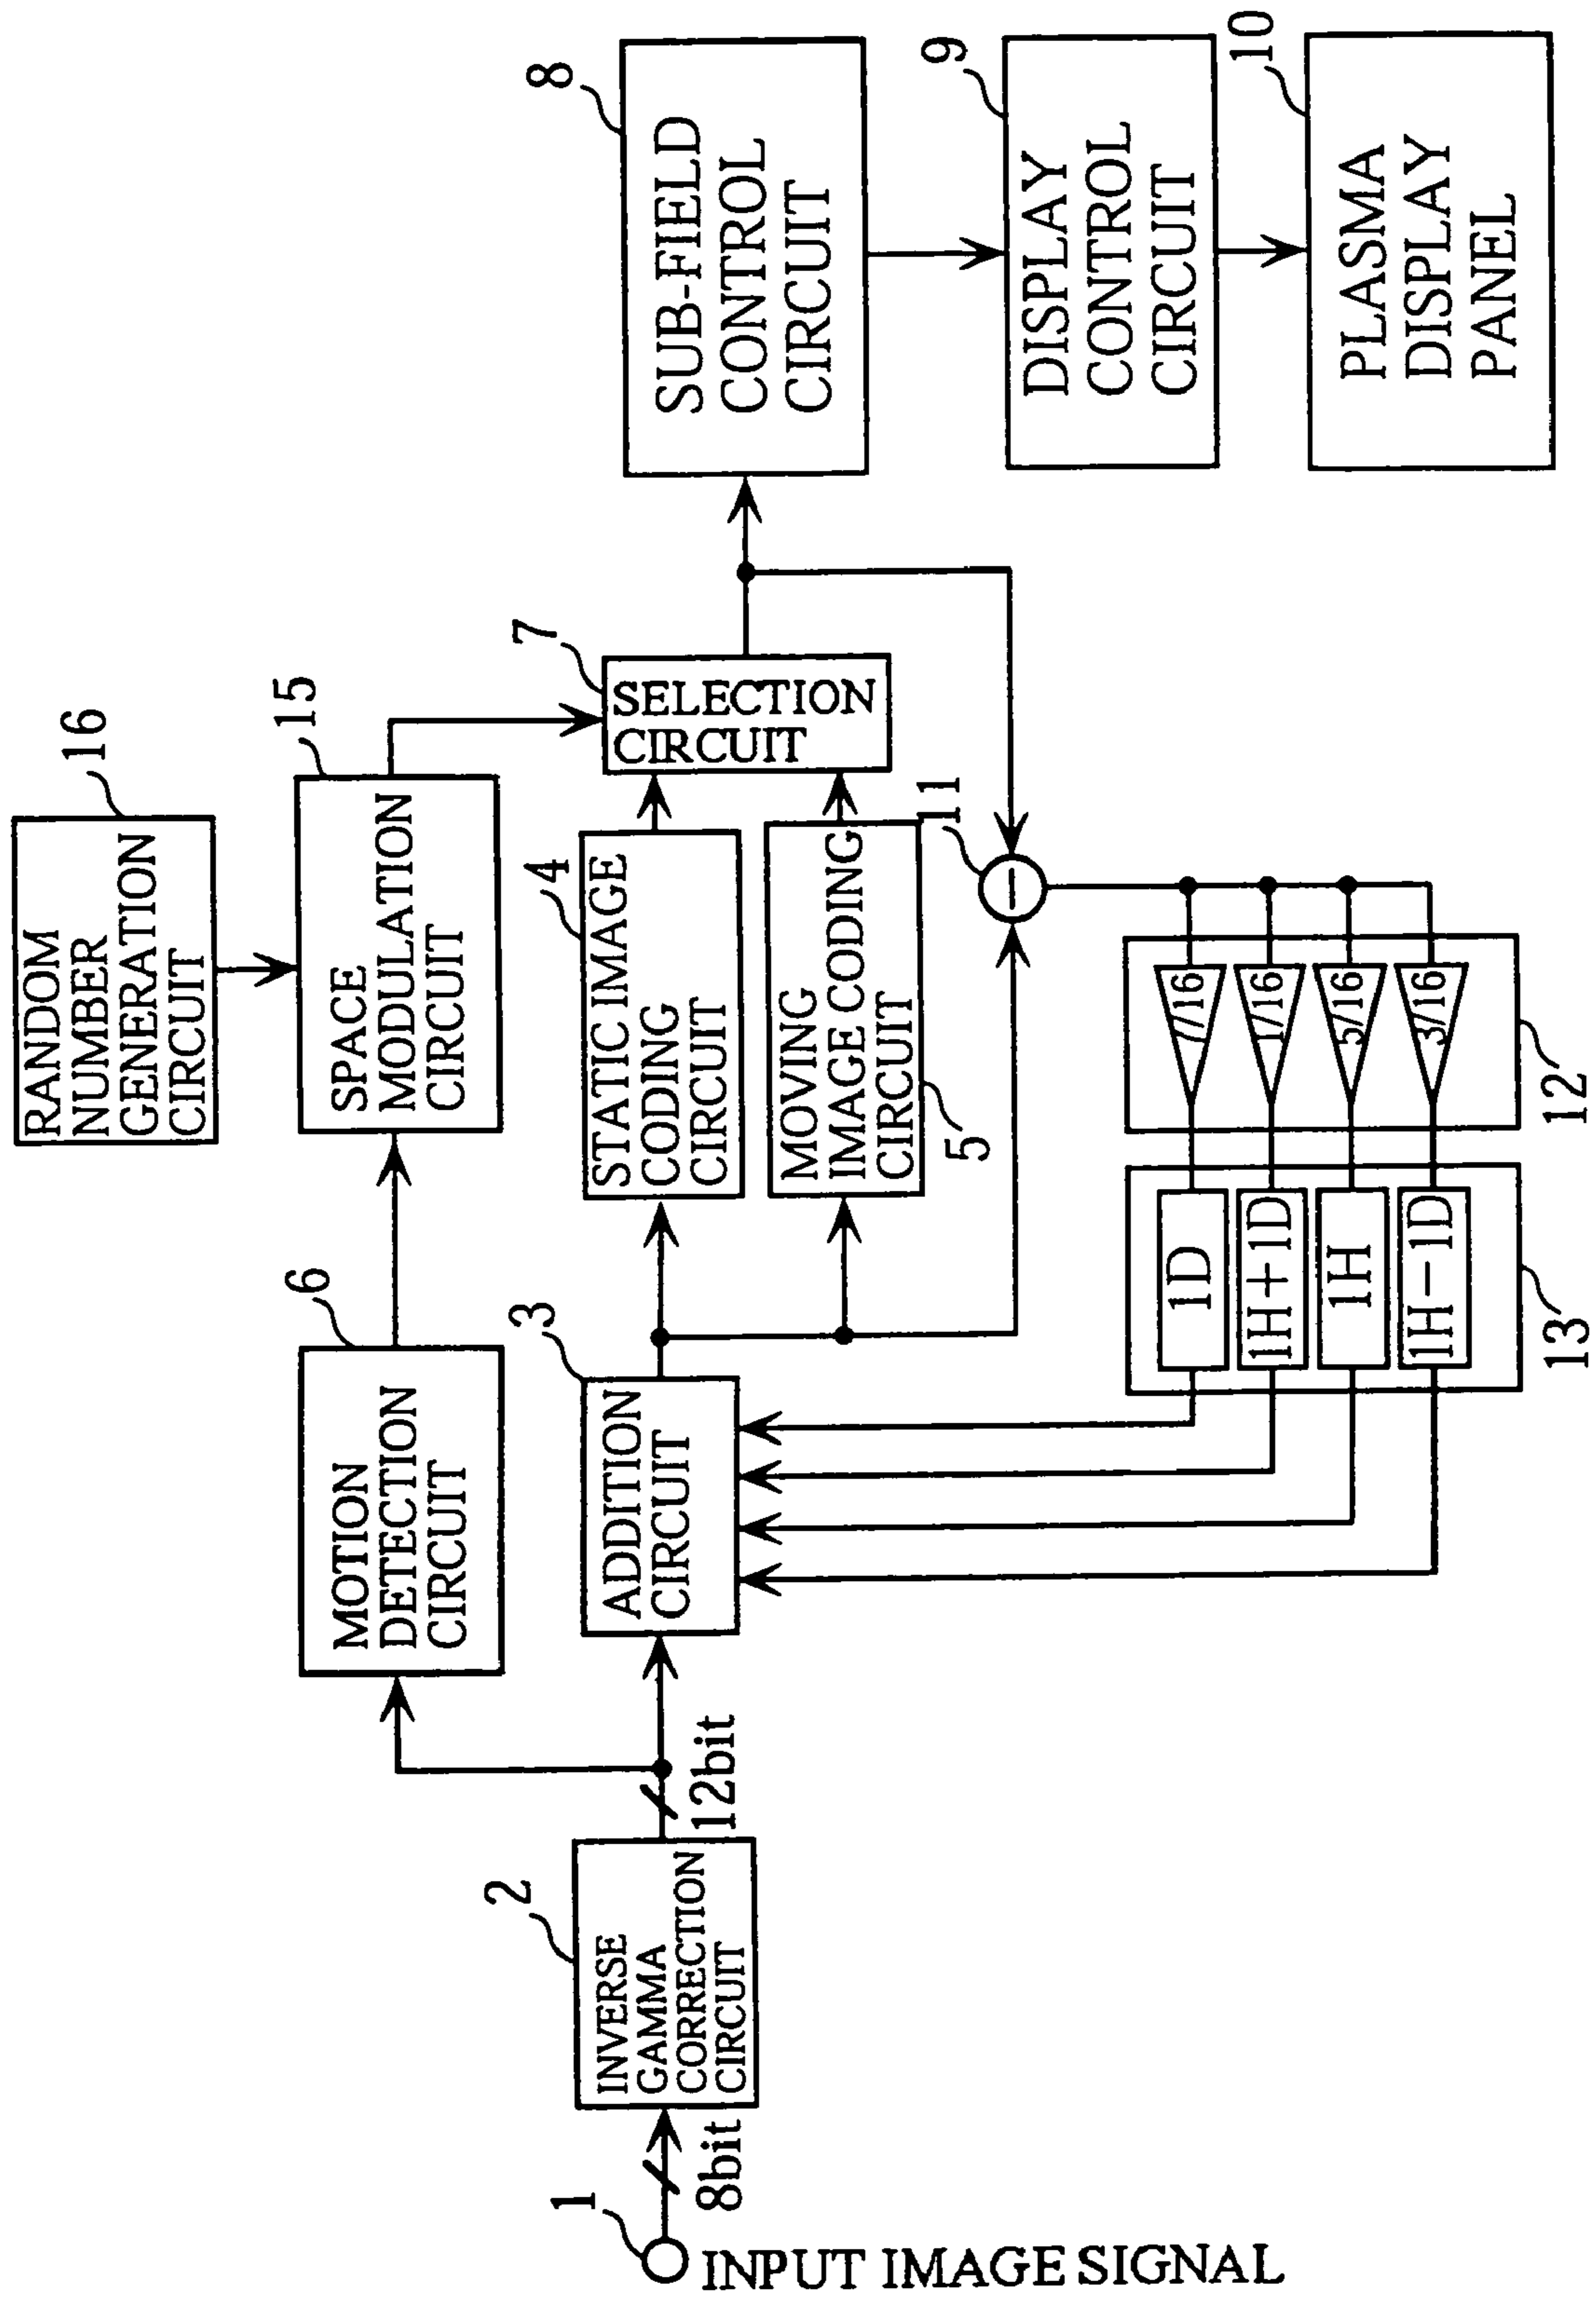 RANDOM
NUMBER
GENERATION
CIRCUIT
16
MOTION
DETECTION
CIRCUIT
6
SPACE
MODULATION
CIRCUIT
15
1
INPUT IMAGE SIGNAL
8bit
INVERSE
GAMMA
CORRECTION
CIRCUIT
2
12bit
ADDITION
CIRCUIT
3
STATIC IMAGE
CODING
CIRCUIT
4
MOVING
IMAGE CODING
CIRCUIT
5
SELECTION
CIRCUIT
7
SUB-FIELD
CONTROL
CIRCUIT
8
DISPLAY
CONTROL
CIRCUIT
9
PLASMA
DISPLAY
PANEL
10
11
1D
1H+1D
1H
1H-1D
13
7/16
1/16
5/16
3/16
12